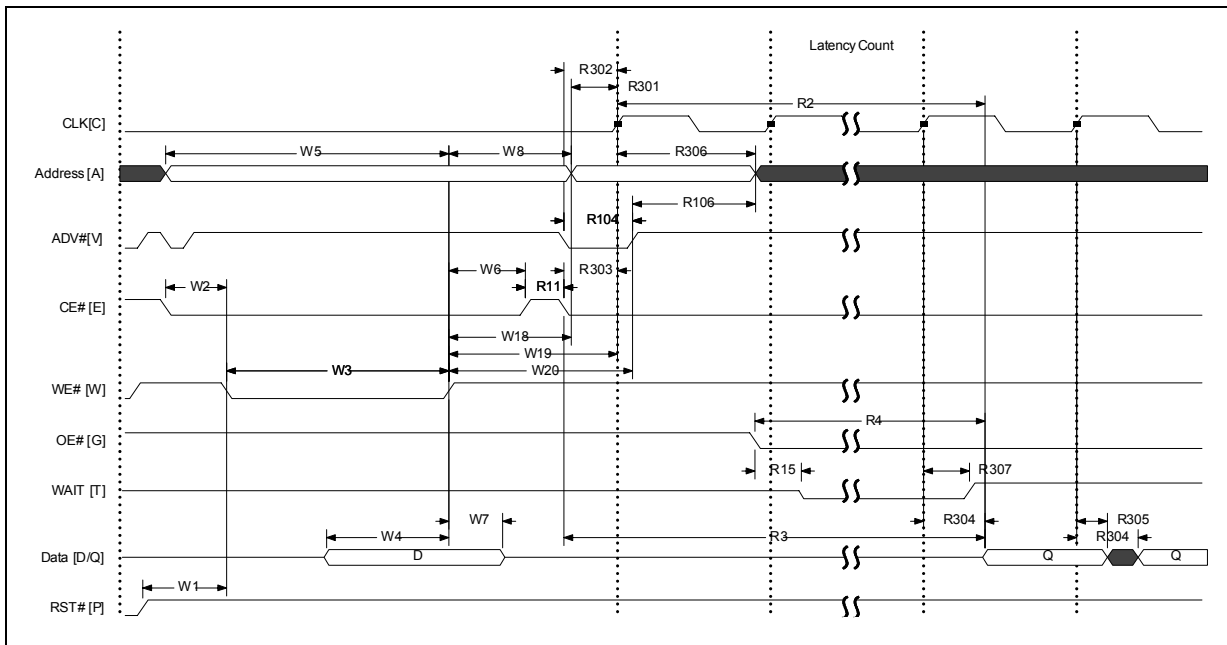 Latency Count
R302
R301
R2
CLK[C]
W5
W8
R306
Address [A]
R106
R104
ADV#[V]
W6
R303
W2
R11
CE# [E]
W18
W19
W3
W20
WE# [W]
R4
OE# [G]
R15
R307
WAIT [T]
W7
R304
R305
W4
R3
R304
Data [D/Q]
D
Q
Q
W1
RST# [P]